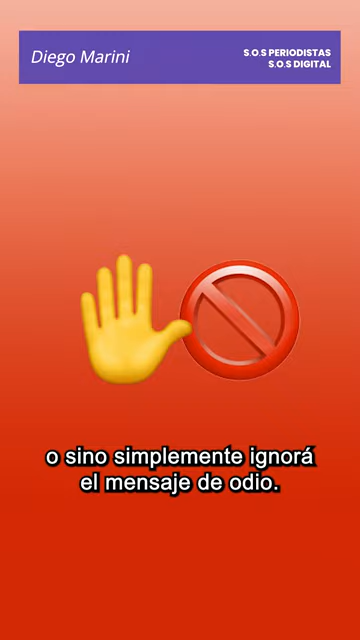 Diego Marini
S.O.S PERIODISTAS
S.O.S DIGITAL
o sino simplemente ignorá
el mensaje de odio.